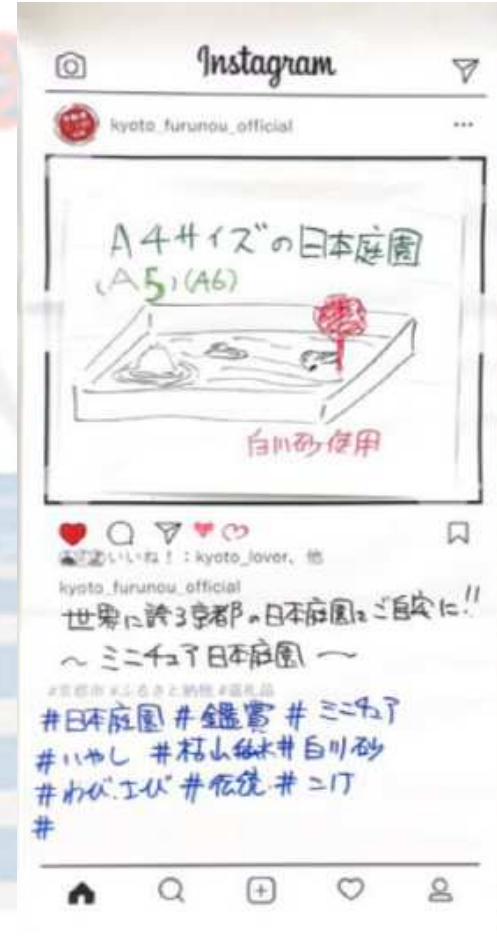 Instagram
kyoto_furunou_official
A4サイズの日本庭園
(A5)(A6)
白川砂使用
いいね!:kyoto_lover、他
kyoto_furunou_official
世界に誇る京都の日本庭園をご自宅に!!
~ ミニチュア日本庭園 ~
#京都市 #ふるさと納税 #返礼品
#日本庭園 #鑑賞 # ミニチュア
#いやし #枯山水 #白川砂
#わび.さび #伝統 #コケ
#